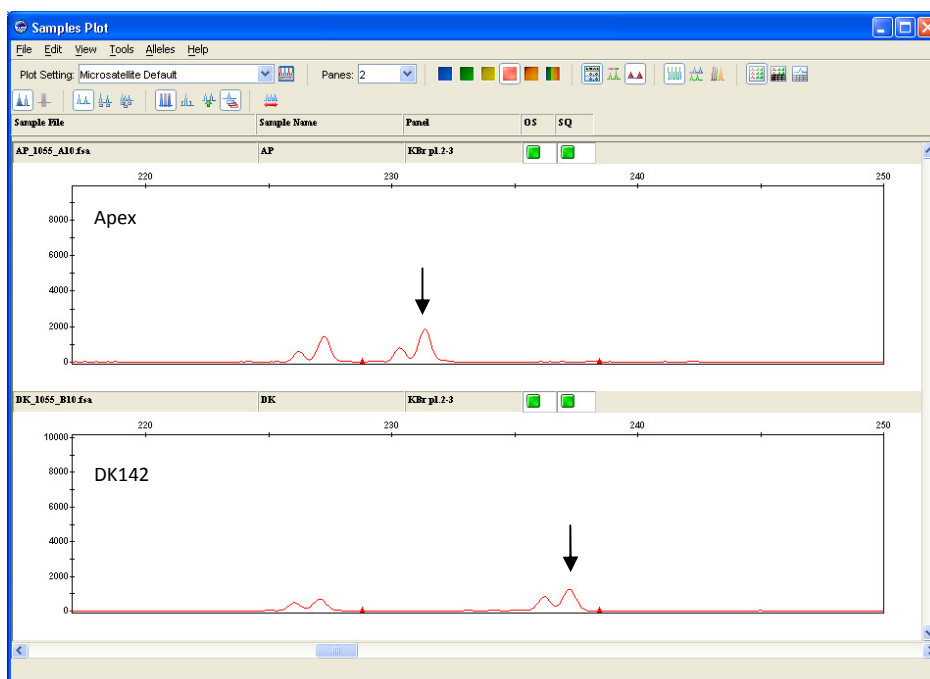 Samples Plot
File Edit View Tools Alleles Help
Plot Setting: Microsatellite Default Panes: 2
Sample File Sample Name Panel OS SQ
AP_1055_A10.fsa AP KBr pl.2-3
220 230 240 250
Apex
8000
6000
4000
2000
0
DK_1055_B10.fsa DK KBr pl.2-3
220 230 240 250
10000
DK142
8000
6000
4000
2000
0